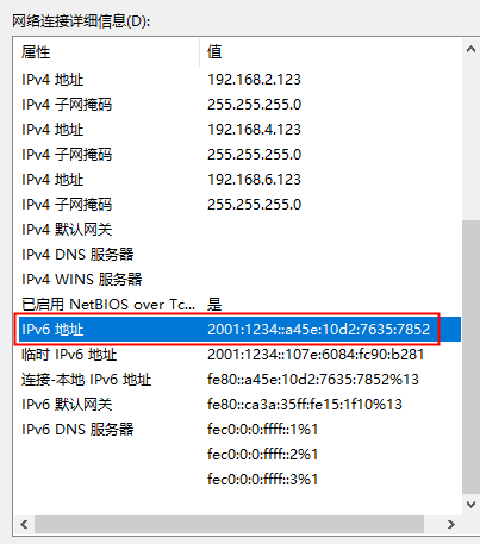 网络连接详细信息(D):
属性 值
IPv4 地址 192.168.2.123
IPv4 子网掩码 255.255.255.0
IPv4 地址 192.168.4.123
IPv4 子网掩码 255.255.255.0
IPv4 地址 192.168.6.123
IPv4 子网掩码 255.255.255.0
IPv4 默认网关
IPv4 DNS 服务器
IPv4 WINS 服务器
已启用 NetBIOS over Tc... 是
IPv6 地址 2001:1234::a45e:10d2:7635:7852
临时 IPv6 地址 2001:1234::107e:6084:fc90:b281
连接-本地 IPv6 地址 fe80::a45e:10d2:7635:7852%13
IPv6 默认网关 fe80::ca3a:35ff:fe15:1f10%13
IPv6 DNS 服务器 fec0:0:0:ffff::1%1
fec0:0:0:ffff::2%1
fec0:0:0:ffff::3%1